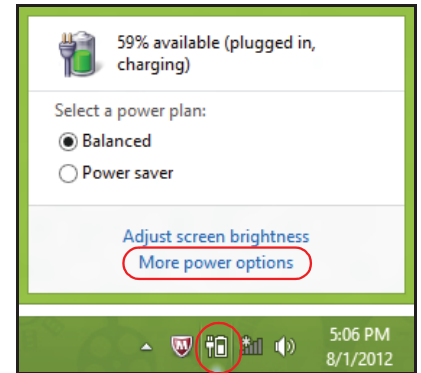 59% available (plugged in,
charging)
Select a power plan:
Balanced
Power saver
Adjust screen brightness
More power options
5:06 PM
8/1/2012